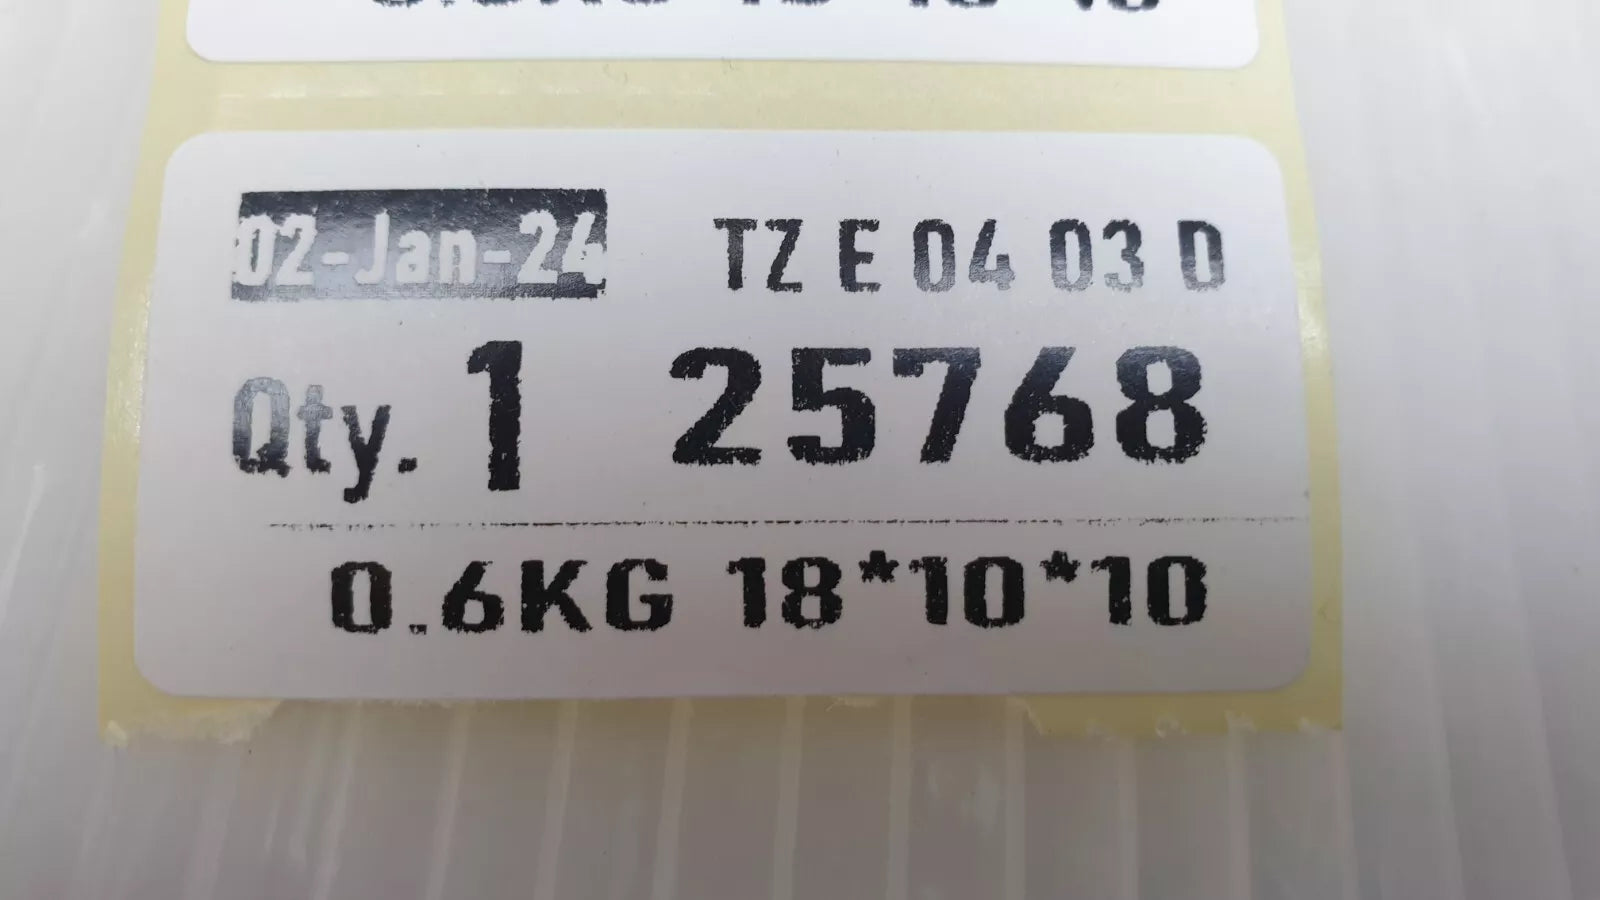 02-Jan-24 TZ E 04 03 D
Qty. 1 25768
0.6KG 18*10*10